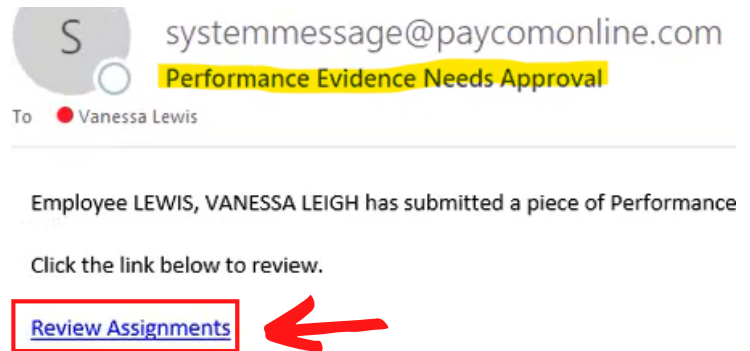 S
systemmessage@paycomonline.com
Performance Evidence Needs Approval
To Vanessa Lewis
Employee LEWIS, VANESSA LEIGH has submitted a piece of Performance
Click the link below to review.
Review Assignments